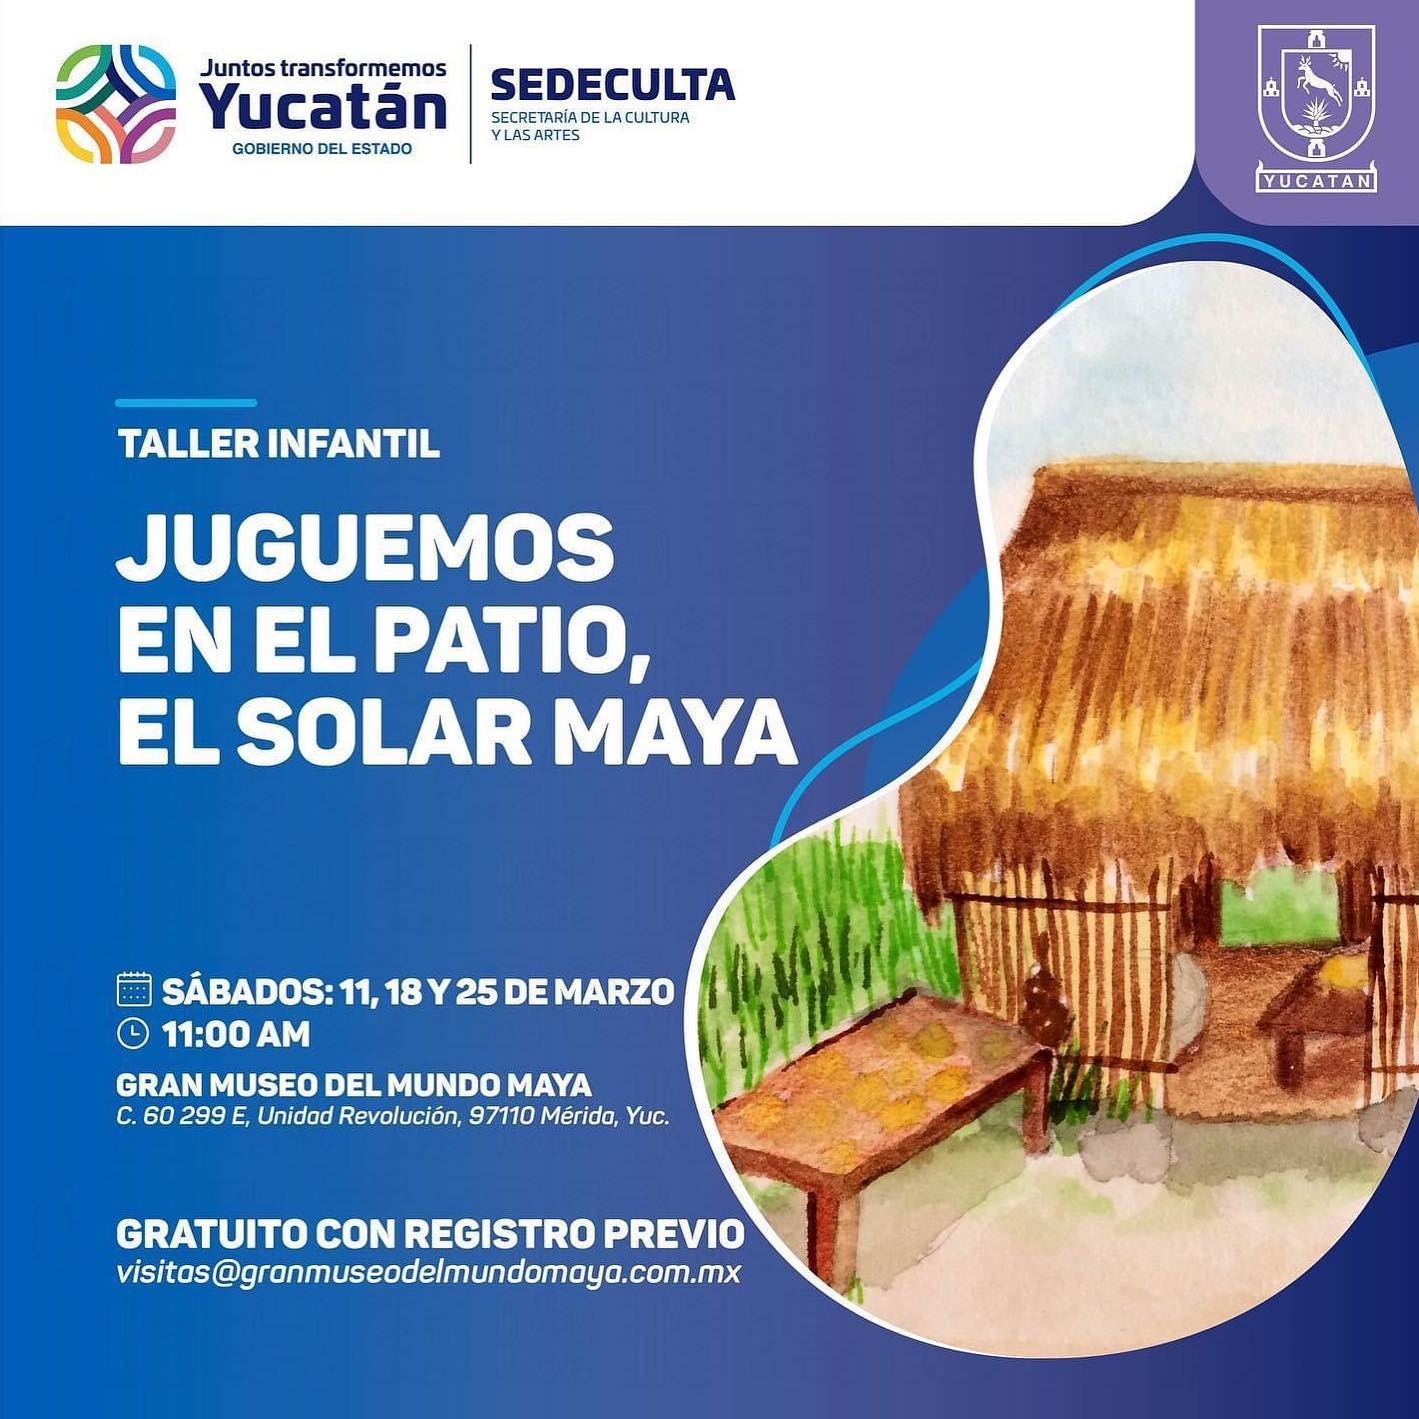 Juntos transformemos
Yucatán
GOBIERNO DEL ESTADO
SEDECULTA
SECRETARÍA DE LA CULTURA
Y LAS ARTES
YUCATAN
TALLER INFANTIL
JUGUEMOS
EN EL PATIO,
EL SOLAR MAYA
SÁBADOS: 11, 18 Y 25 DE MARZO
11:00 AM
GRAN MUSEO DEL MUNDO MAYA
C. 60 299 E, Unidad Revolución, 97110 Mérida, Yuc.
GRATUITO CON REGISTRO PREVIO
visitas@granmuseodelmundomaya.com.mx